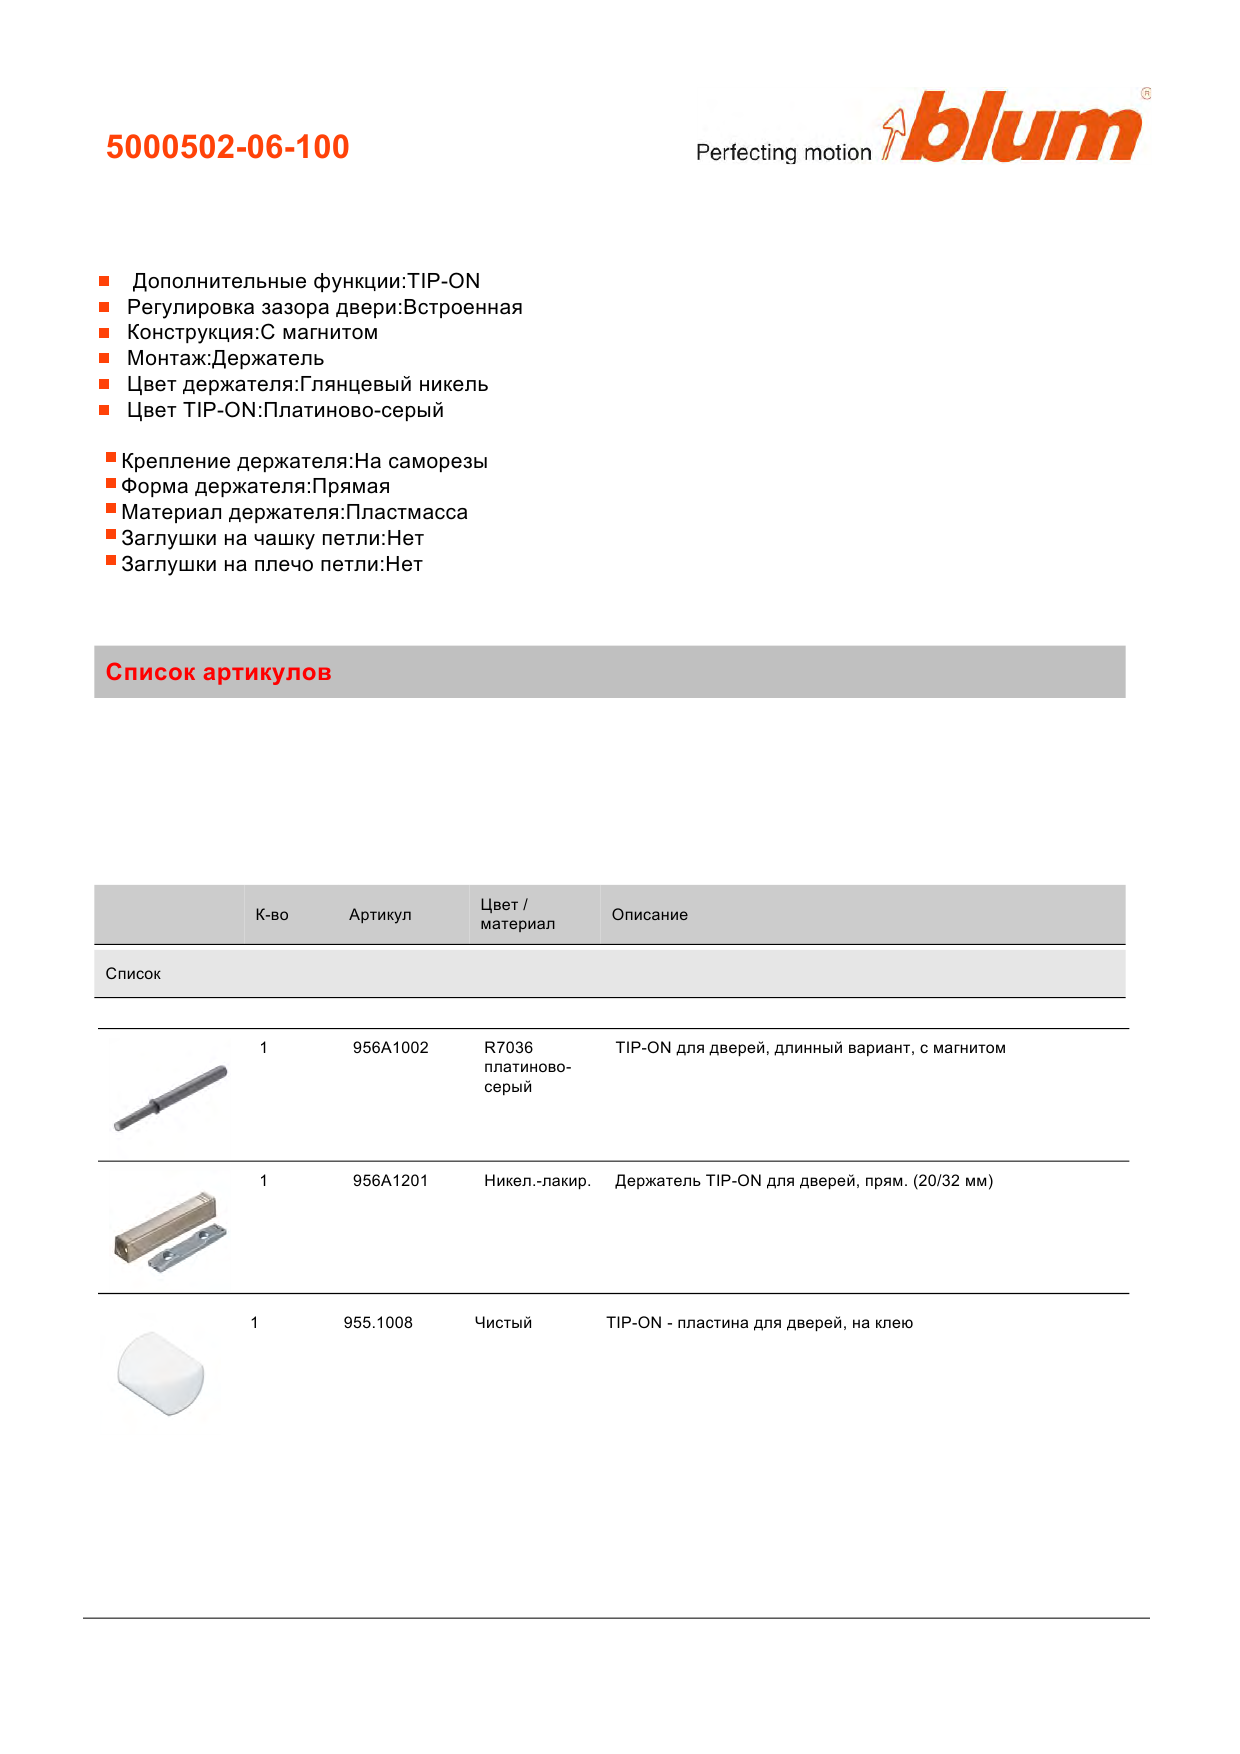 5000502-06-100
Perfecting motion blum®
Дополнительные функции:TIP-ON
Регулировка зазора двери:Встроенная
Конструкция:С магнитом
Монтаж:Держатель
Цвет держателя:Глянцевый никель
Цвет TIP-ON:Платиново-серый
Крепление держателя:На саморезы
Форма держателя:Прямая
Материал держателя:Пластмасса
Заглушки на чашку петли:Нет
Заглушки на плечо петли:Нет
Список артикулов
К-во Артикул Цвет / материал Описание
Список
1 956A1002 R7036 TIP-ON для дверей, длинный вариант, с магнитом
платиново-
серый
1 956A1201 Никел.-лакир. Держатель TIP-ON для дверей, прям. (20/32 мм)
1 955.1008 Чистый TIP-ON - пластина для дверей, на клею